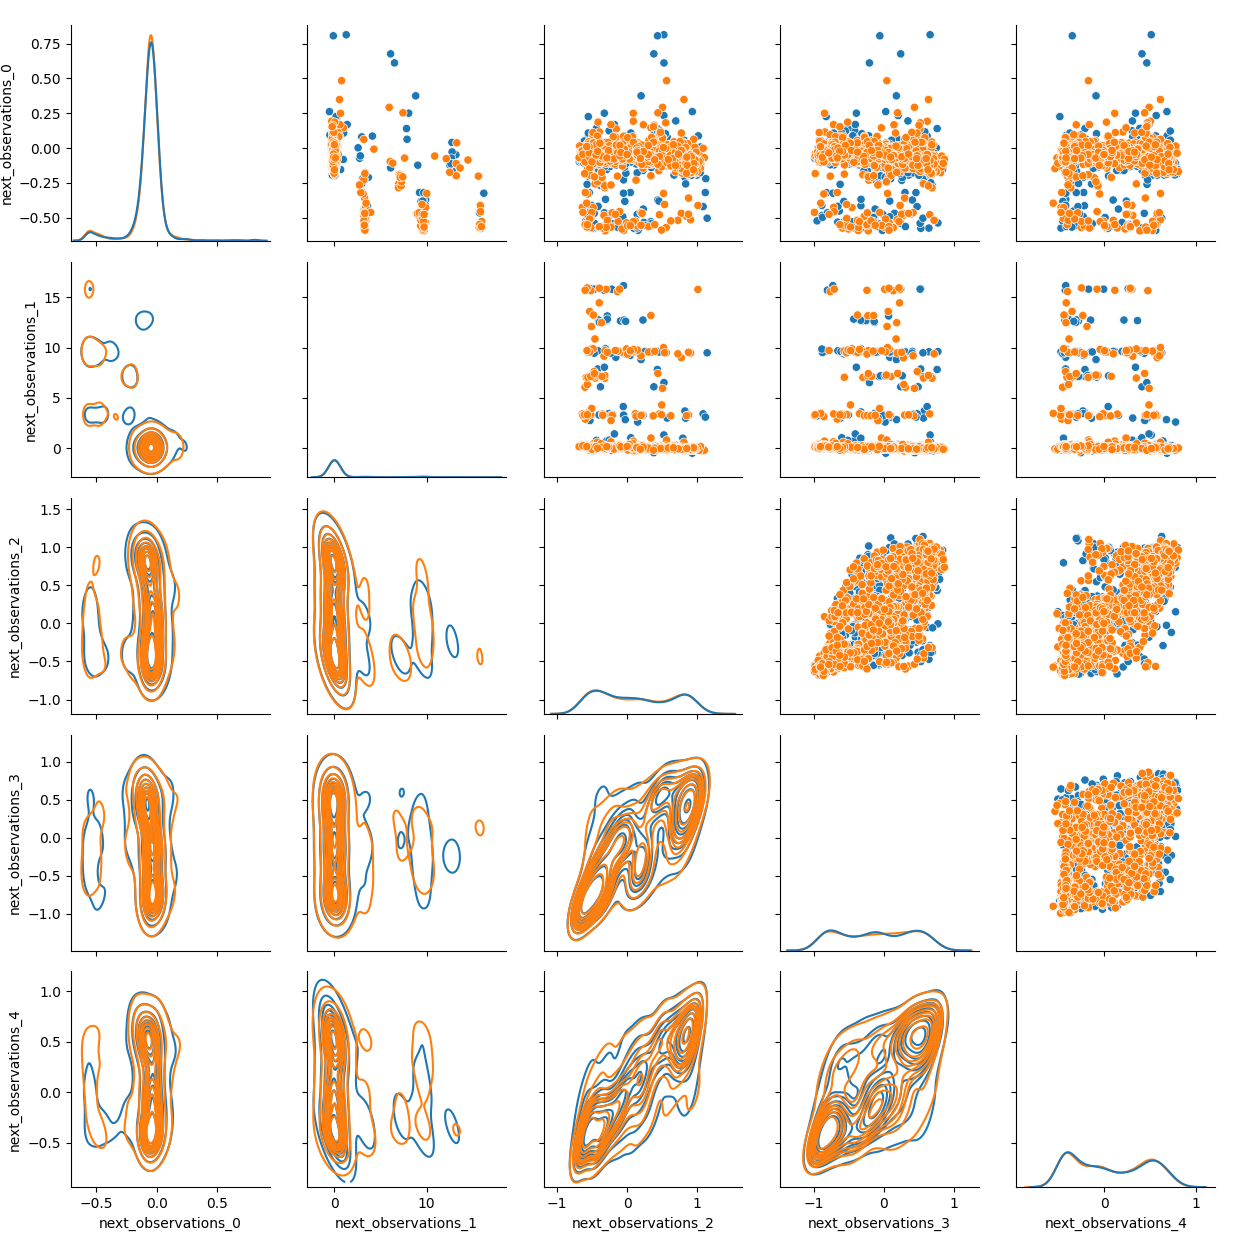 next_observations_0
0.75
0.50
0.25
0.00
−0.25
−0.50
next_observations_1
15
10
5
0
next_observations_2
1.5
1.0
0.5
0.0
−0.5
−1.0
next_observations_3
1.0
0.5
0.0
−0.5
−1.0
next_observations_4
1.0
0.5
0.0
−0.5
−0.5 0.0 0.5
0 10
−1 0 1
−1 0 1
0 1
next_observations_0
next_observations_1
next_observations_2
next_observations_3
next_observations_4